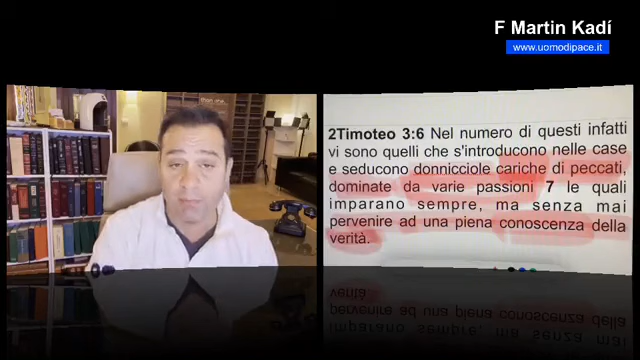 F Martin Kadí
www.uomodipace.it
2Timoteo 3:6 Nel numero di questi infatti
vi sono quelli che s'introducono nelle case
e seducono donnicciole cariche di peccati,
dominate da varie passioni 7 le quali
imparano sempre, ma senza mai
pervenire ad una piena conoscenza della
verità.